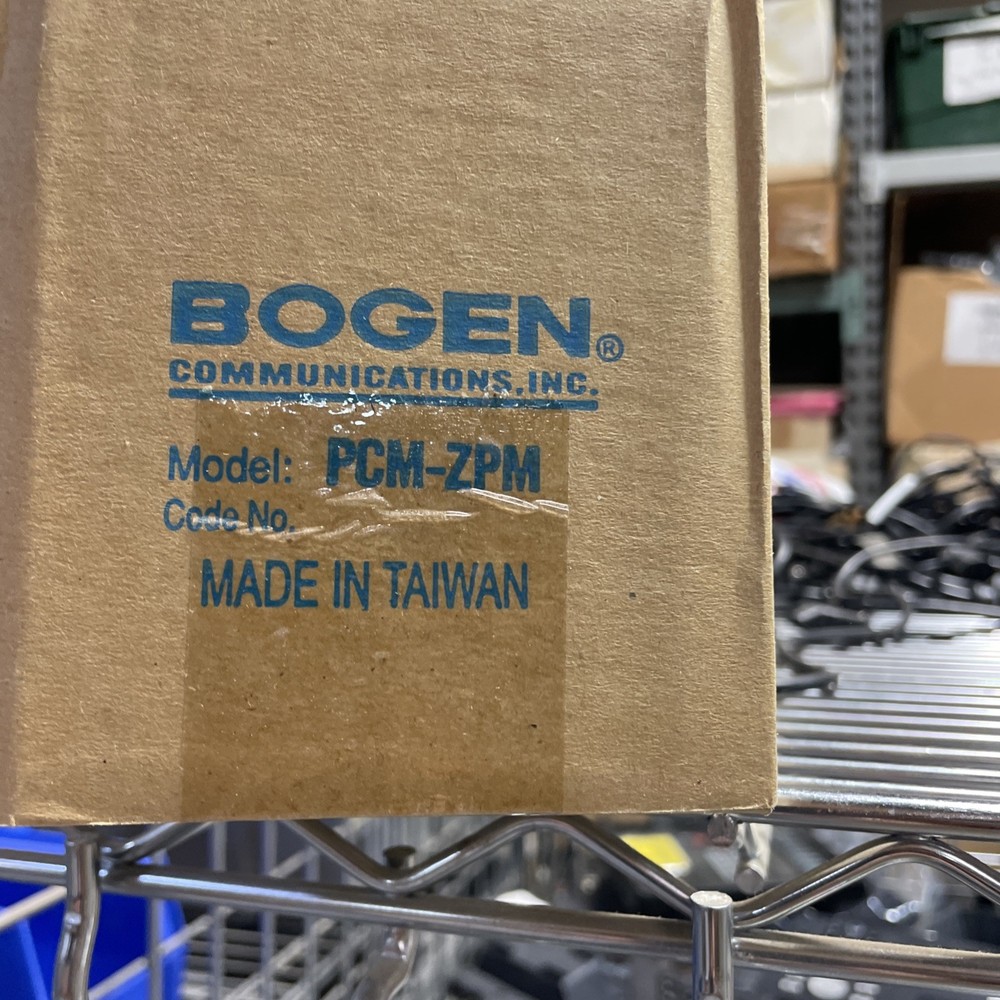 BOGEN®
COMMUNICATIONS, INC.
Model: PCM-ZPM
Code No.
MADE IN TAIWAN